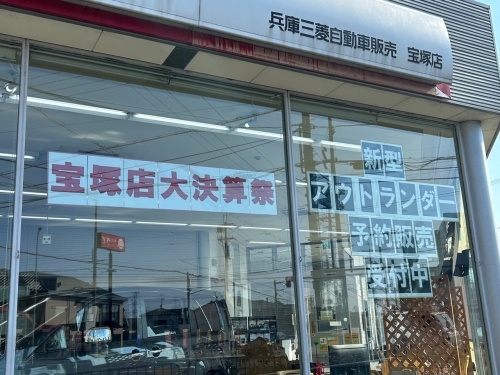 兵庫三菱自動車販売 宝塚店
宝塚店大決算祭
新型
アウトランダー
予約販売
受付中